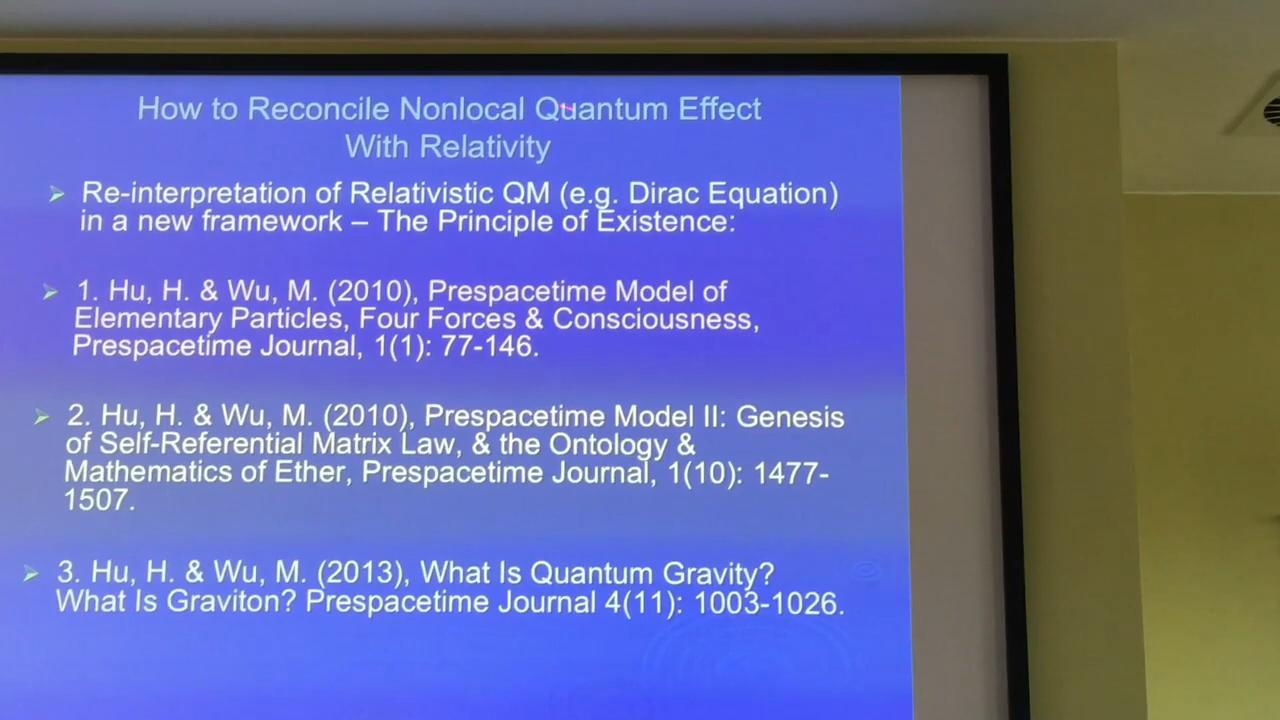 How to Reconcile Nonlocal Quantum Effect
With Relativity
Re-interpretation of Relativistic QM (e.g. Dirac Equation)
in a new framework – The Principle of Existence:
1. Hu, H. & Wu, M. (2010), Prespacetime Model of
Elementary Particles, Four Forces & Consciousness,
Prespacetime Journal, 1(1): 77-146.
2. Hu, H. & Wu, M. (2010), Prespacetime Model II: Genesis
of Self-Referential Matrix Law, & the Ontology &
Mathematics of Ether, Prespacetime Journal, 1(10): 1477-
1507.
3. Hu, H. & Wu, M. (2013), What Is Quantum Gravity?
What Is Graviton? Prespacetime Journal 4(11): 1003-1026.